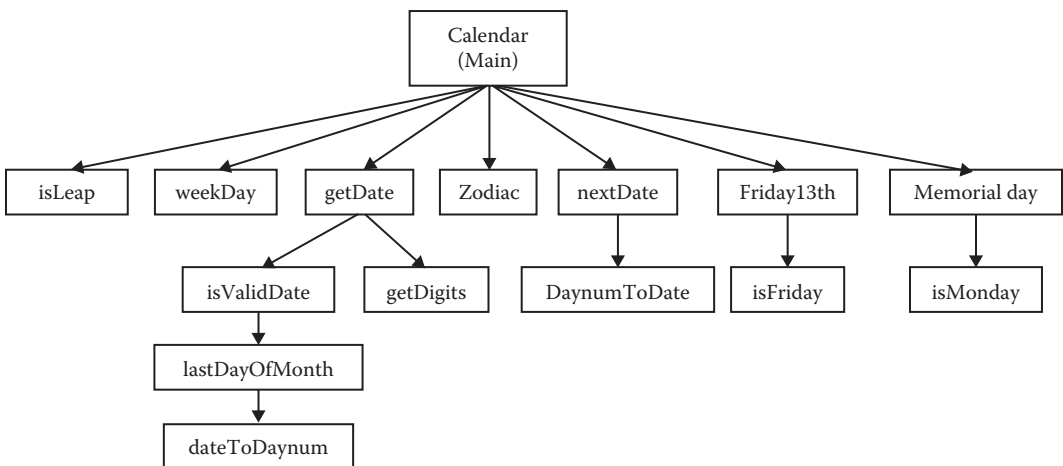 Calendar
(Main)
isLeap
weekDay
getDate
Zodiac
nextDate
Friday13th
Memorial day
isValidDate
getDigits
DaynumToDate
isFriday
isMonday
lastDayOfMonth
dateToDaynum